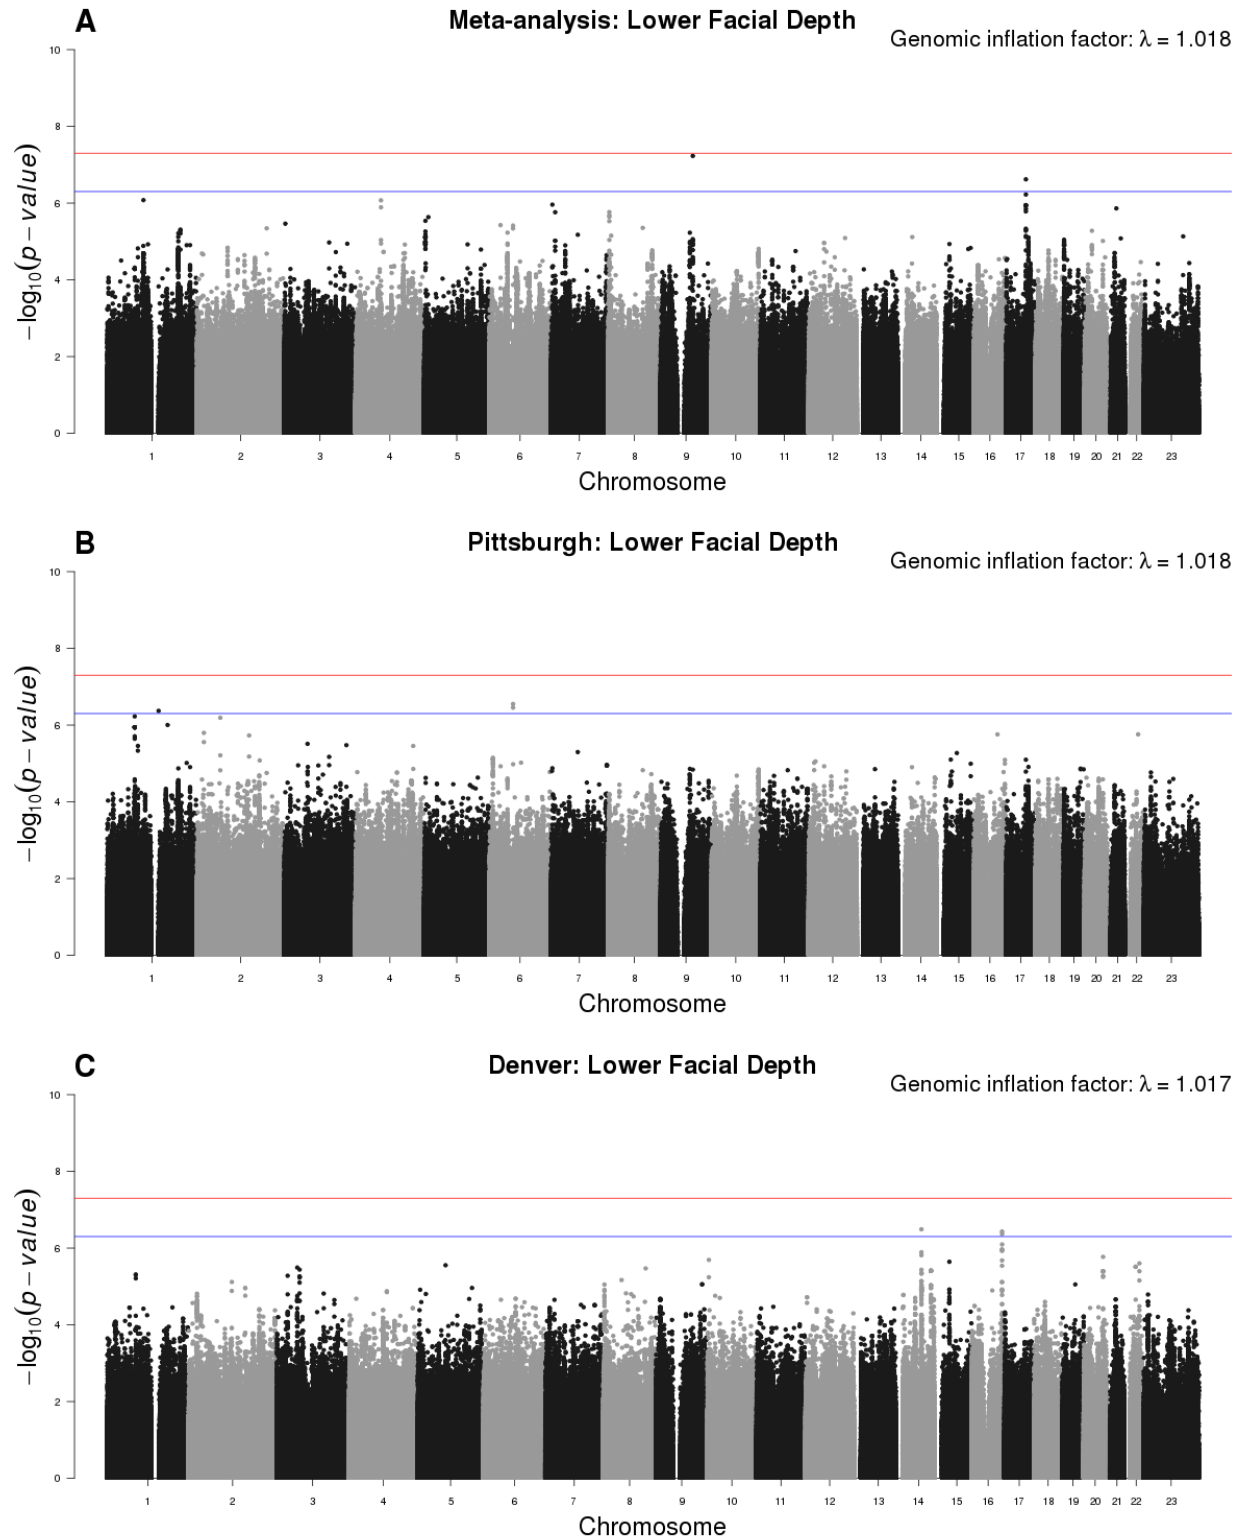 A
Meta-analysis: Lower Facial Depth
Genomic inflation factor: λ = 1.018
10
8
6
4
2
0
−log10(p − value)
1 2 3 4 5 6 7 8 9 10 11 12 13 14 15 16 17 18 19 20 21 22 23
Chromosome
B
Pittsburgh: Lower Facial Depth
Genomic inflation factor: λ = 1.018
10
8
6
4
2
0
−log10(p − value)
1 2 3 4 5 6 7 8 9 10 11 12 13 14 15 16 17 18 19 20 21 22 23
Chromosome
C
Denver: Lower Facial Depth
Genomic inflation factor: λ = 1.017
10
8
6
4
2
0
−log10(p − value)
1 2 3 4 5 6 7 8 9 10 11 12 13 14 15 16 17 18 19 20 21 22 23
Chromosome